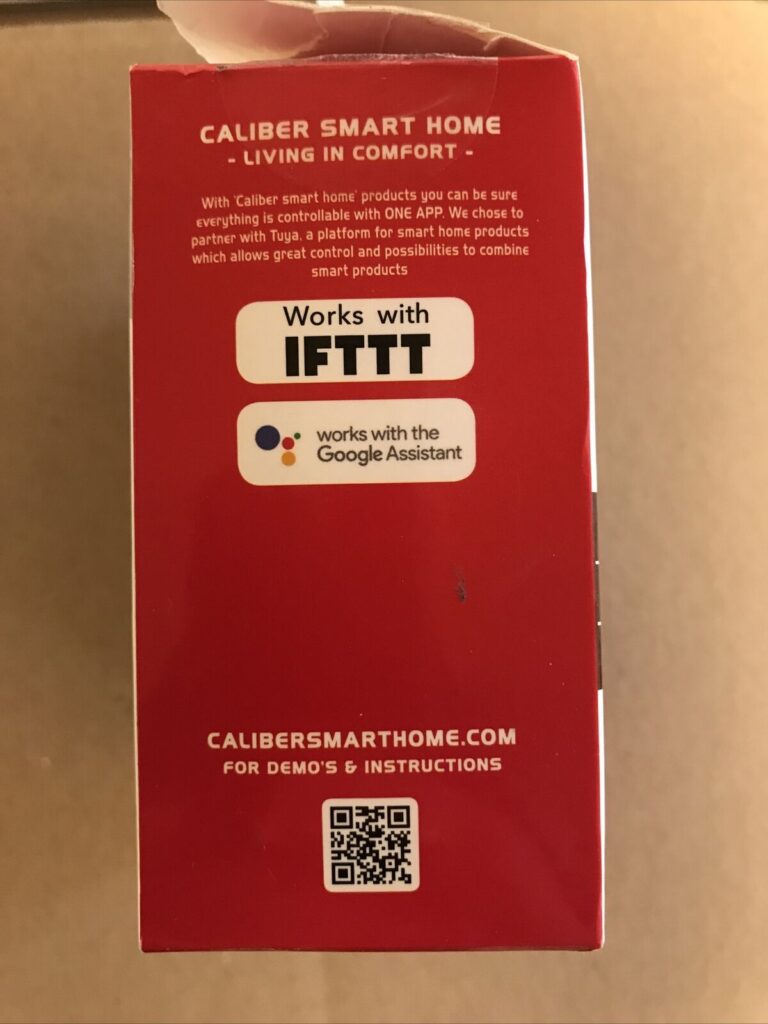 CALIBER SMART HOME
- LIVING IN COMFORT -
With 'Caliber smart home' products you can be sure
everything is controllable with ONE APP. We chose to
partner with Tuya, a platform for smart home products
which allows great control and possibilities to combine
smart products
Works with
IFTTT
works with the
Google Assistant
CALIBERSMARTHOME.COM
FOR DEMO'S & INSTRUCTIONS